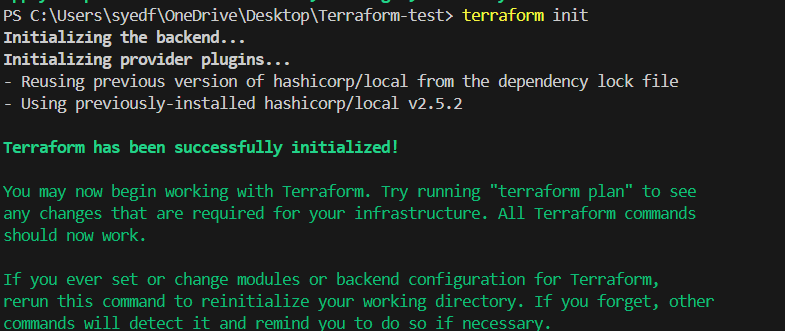 PS C:\Users\syedf\OneDrive\Desktop\Terraform-test> terraform init
Initializing the backend...
Initializing provider plugins...
- Reusing previous version of hashicorp/local from the dependency lock file
- Using previously-installed hashicorp/local v2.5.2
Terraform has been successfully initialized!
You may now begin working with Terraform. Try running "terraform plan" to see
any changes that are required for your infrastructure. All Terraform commands
should now work.
If you ever set or change modules or backend configuration for Terraform,
rerun this command to reinitialize your working directory. If you forget, other
commands will detect it and remind you to do so if necessary.